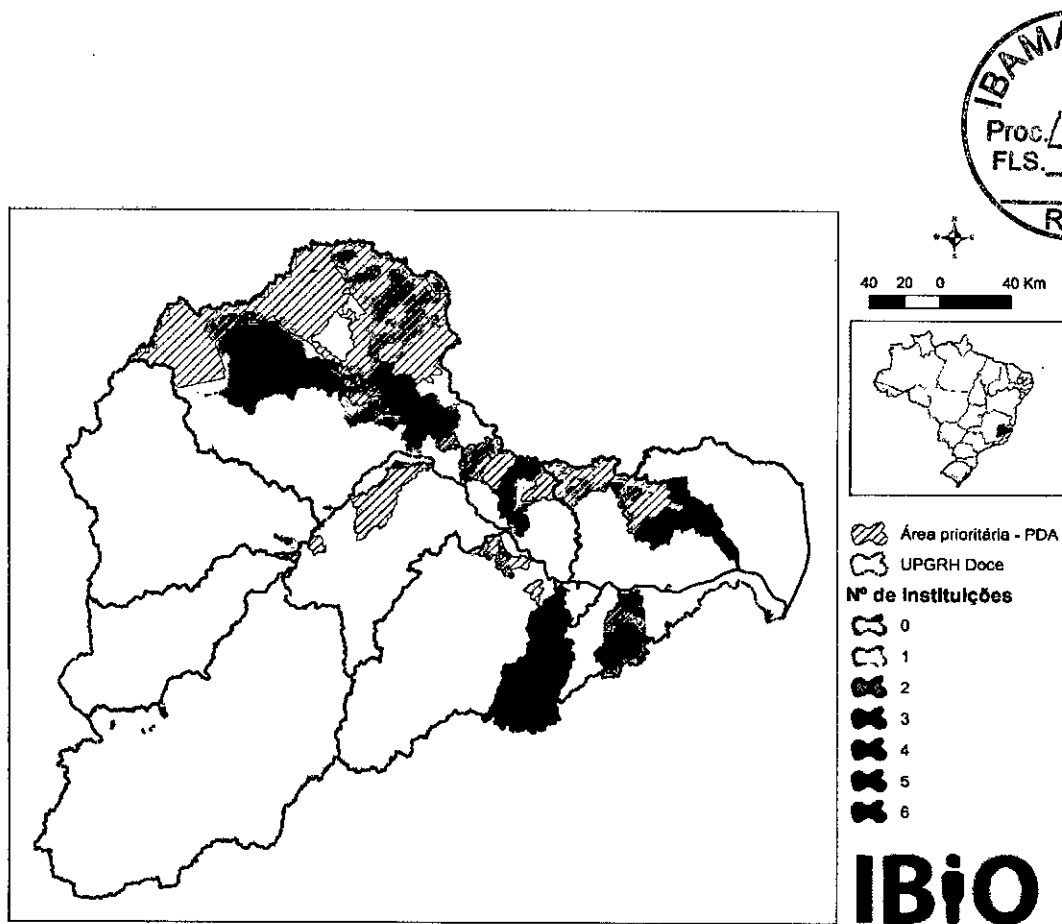 IBAMA
Proc.
FLS.
R
N
S
40 20 0 40 Km
Área prioritária - PDA
UPGRH Doce
Nº de Instituições
0
1
2
3
4
5
6
IBiO